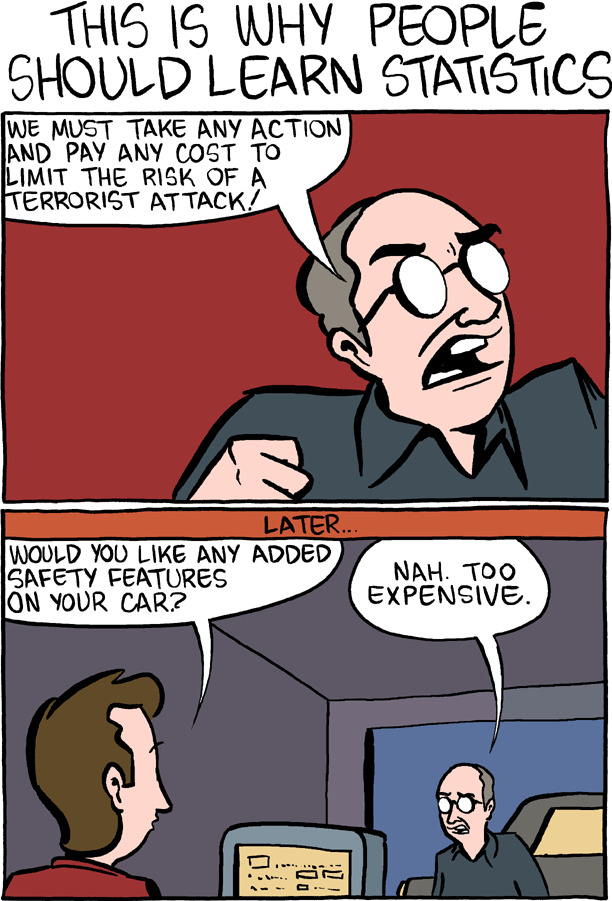 THIS IS WHY PEOPLE
SHOULD LEARN STATISTICS
WE MUST TAKE ANY ACTION
AND PAY ANY COST TO
LIMIT THE RISK OF A
TERRORIST ATTACK!
LATER...
WOULD YOU LIKE ANY ADDED
SAFETY FEATURES
ON YOUR CAR?
NAH. TOO
EXPENSIVE.